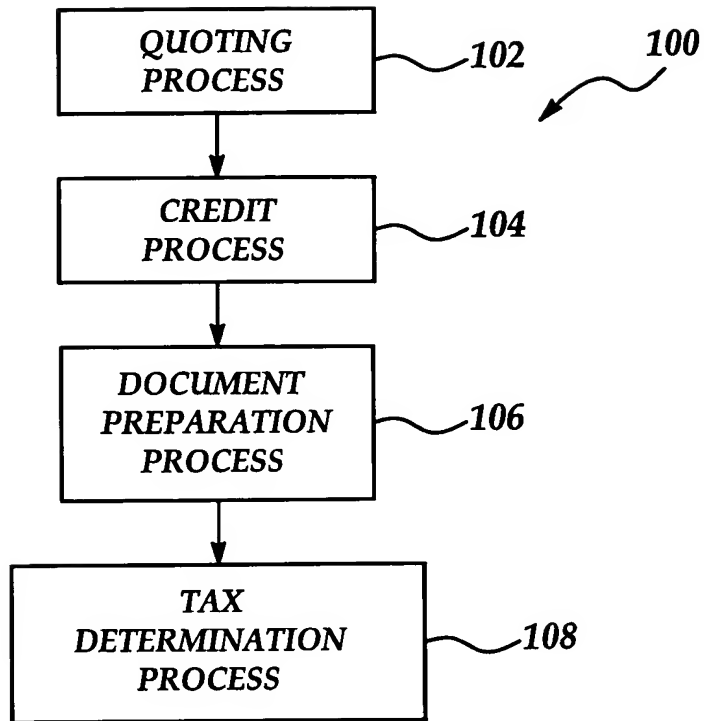 QUOTING
PROCESS
102
100
CREDIT
PROCESS
104
DOCUMENT
PREPARATION
PROCESS
106
TAX
DETERMINATION
PROCESS
108